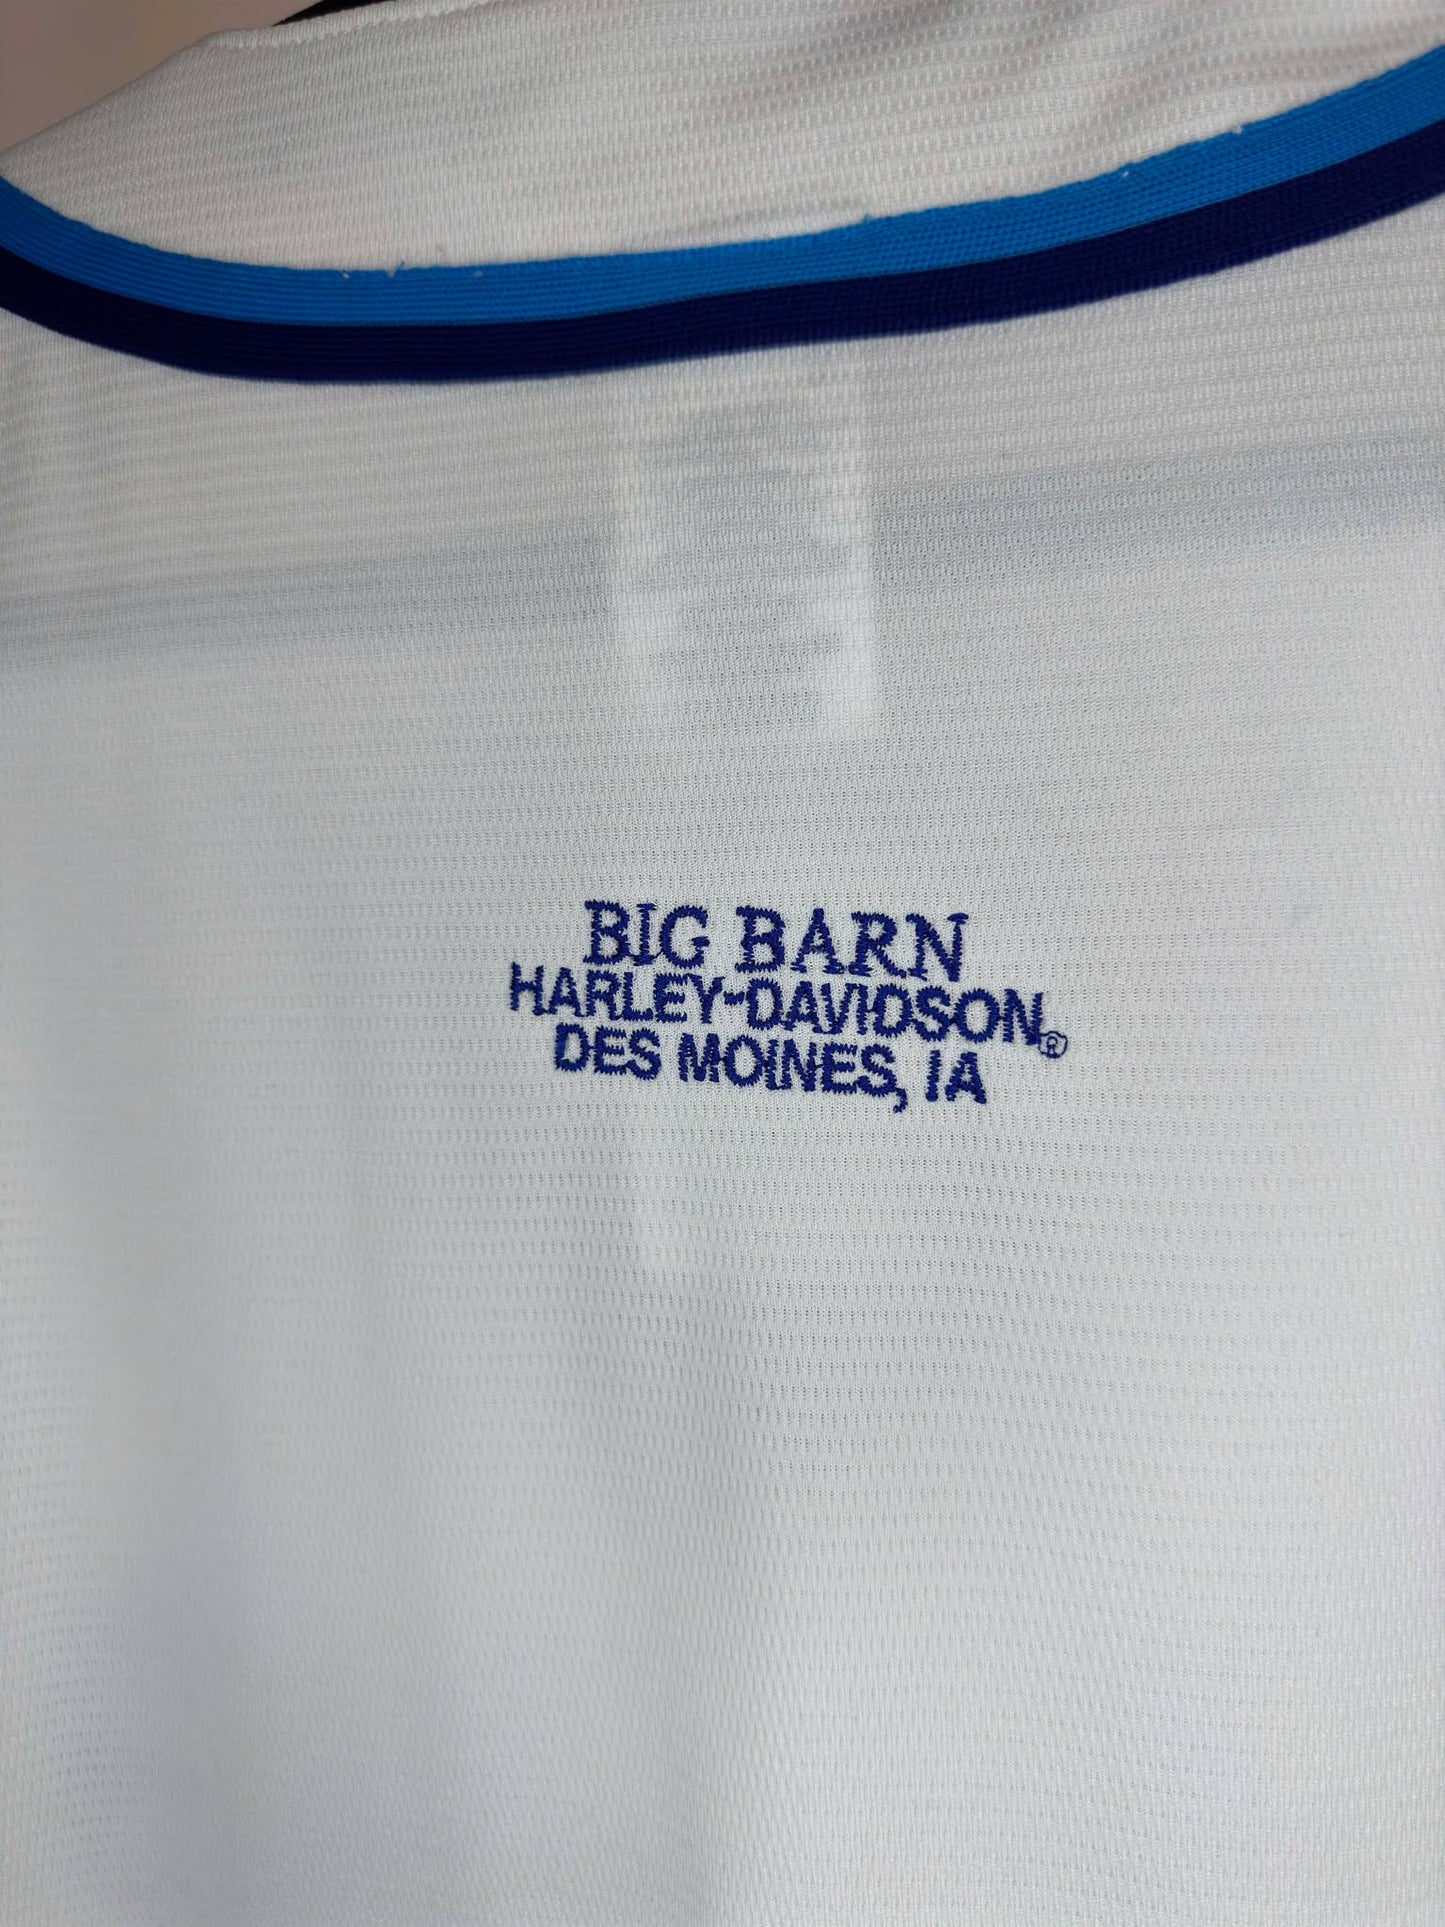 BIG BARN
HARLEY-DAVIDSON®
DES MOINES, IA